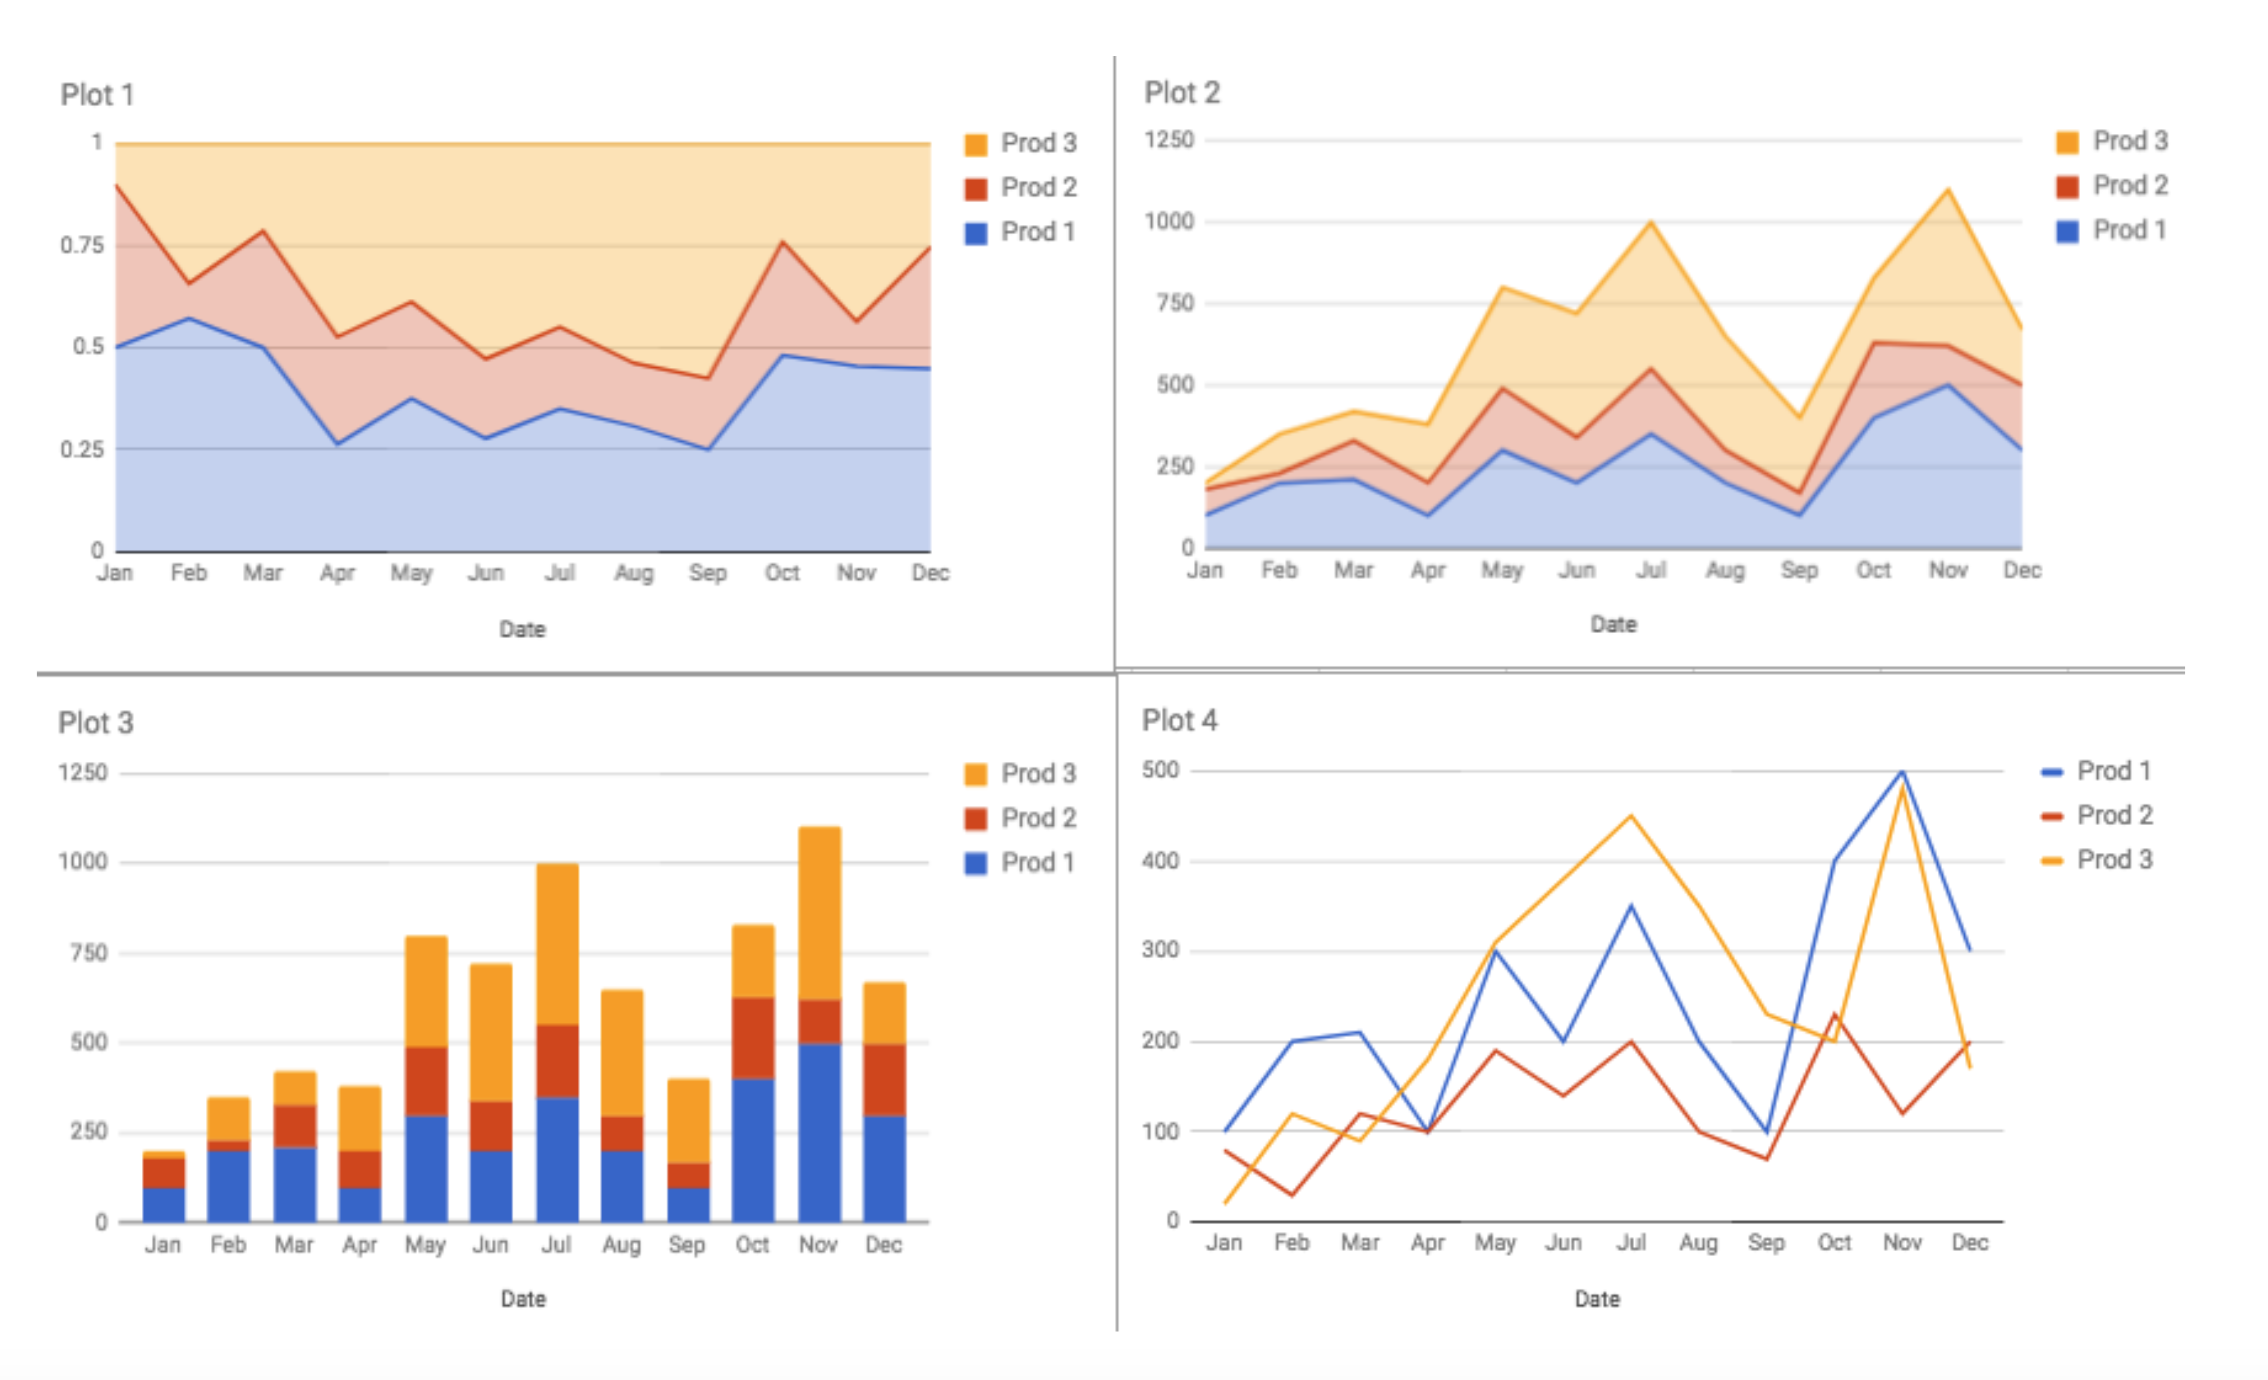 Plot 1
1
0.75
0.5
0.25
0
Jan Feb Mar Apr May Jun Jul Aug Sep Oct Nov Dec
Date
Prod 3
Prod 2
Prod 1
Plot 2
1250
1000
750
500
250
0
Jan Feb Mar Apr May Jun Jul Aug Sep Oct Nov Dec
Date
Prod 3
Prod 2
Prod 1
Plot 3
1250
1000
750
500
250
0
Jan Feb Mar Apr May Jun Jul Aug Sep Oct Nov Dec
Date
Prod 3
Prod 2
Prod 1
Plot 4
500
400
300
200
100
0
Jan Feb Mar Apr May Jun Jul Aug Sep Oct Nov Dec
Date
Prod 1
Prod 2
Prod 3